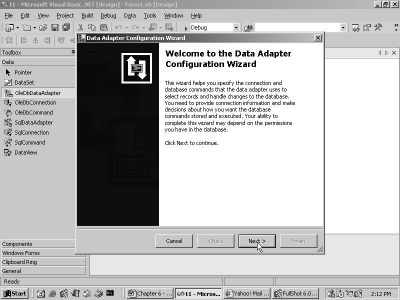 t1 - Microsoft Visual Basic .NET [design] - Form1.vb [Design]
File Edit View Project Build Debug Data Tools Window Help
Debug
Toolbox
Data
Pointer
DataSet
OleDbDataAdapter
OleDbConnection
OleDbCommand
SqlDataAdapter
SqlConnection
SqlCommand
DataView
Components
Windows Forms
Clipboard Ring
General
Data Adapter Configuration Wizard
Welcome to the Data Adapter
Configuration Wizard
This wizard helps you specify the connection and
database commands that the data adapter uses to
select records and handle changes to the database.
You need to provide connection information and make
decisions about how you want the database
commands stored and executed. Your ability to
complete this wizard may depend on the permissions
you have in the database.
Click Next to continue.
Cancel < Back Next > Finish
Ready
Start Chapter 6 - ... t1 - Micros... Yahoo! Mail ... FullShot 6.0... 2:12 PM